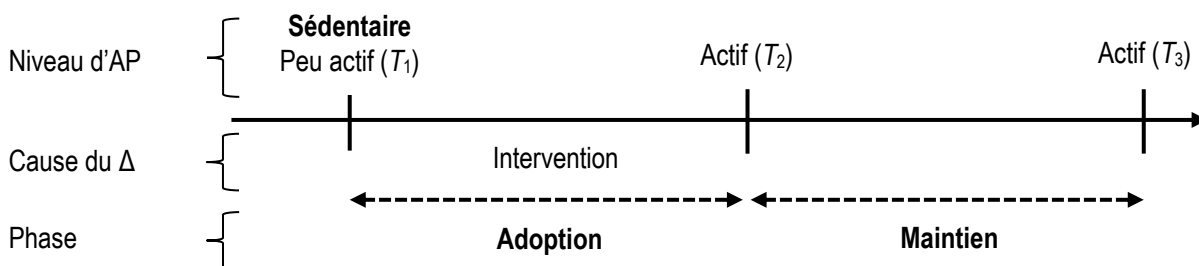 Sédentaire
Niveau d'AP Peu actif (T1) Actif (T2) Actif (T3)
Cause du Δ Intervention
Phase Adoption Maintien